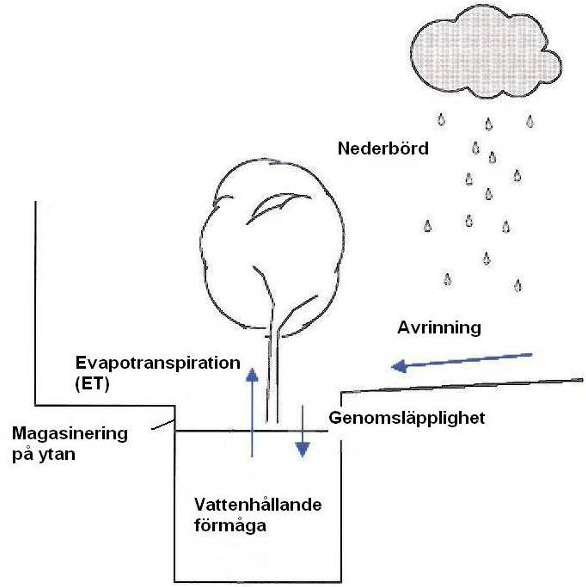 Nederbörd
Avrinning
Evapotranspiration
(ET)
Genomsläpplighet
Magasinering
på ytan
Vattenhållande
förmåga